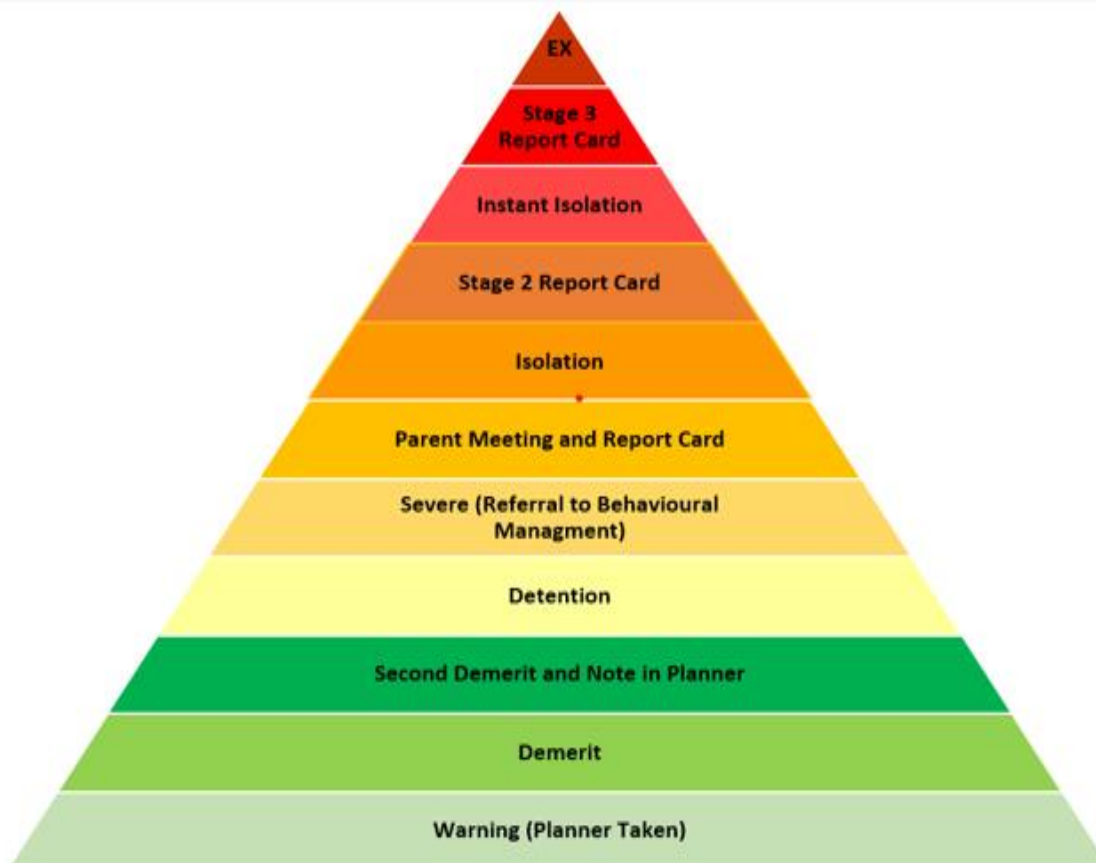 EX
Stage 3
Report Card
Instant Isolation
Stage 2 Report Card
Isolation
Parent Meeting and Report Card
Severe (Referral to Behavioural
Managment)
Detention
Second Demerit and Note in Planner
Demerit
Warning (Planner Taken)